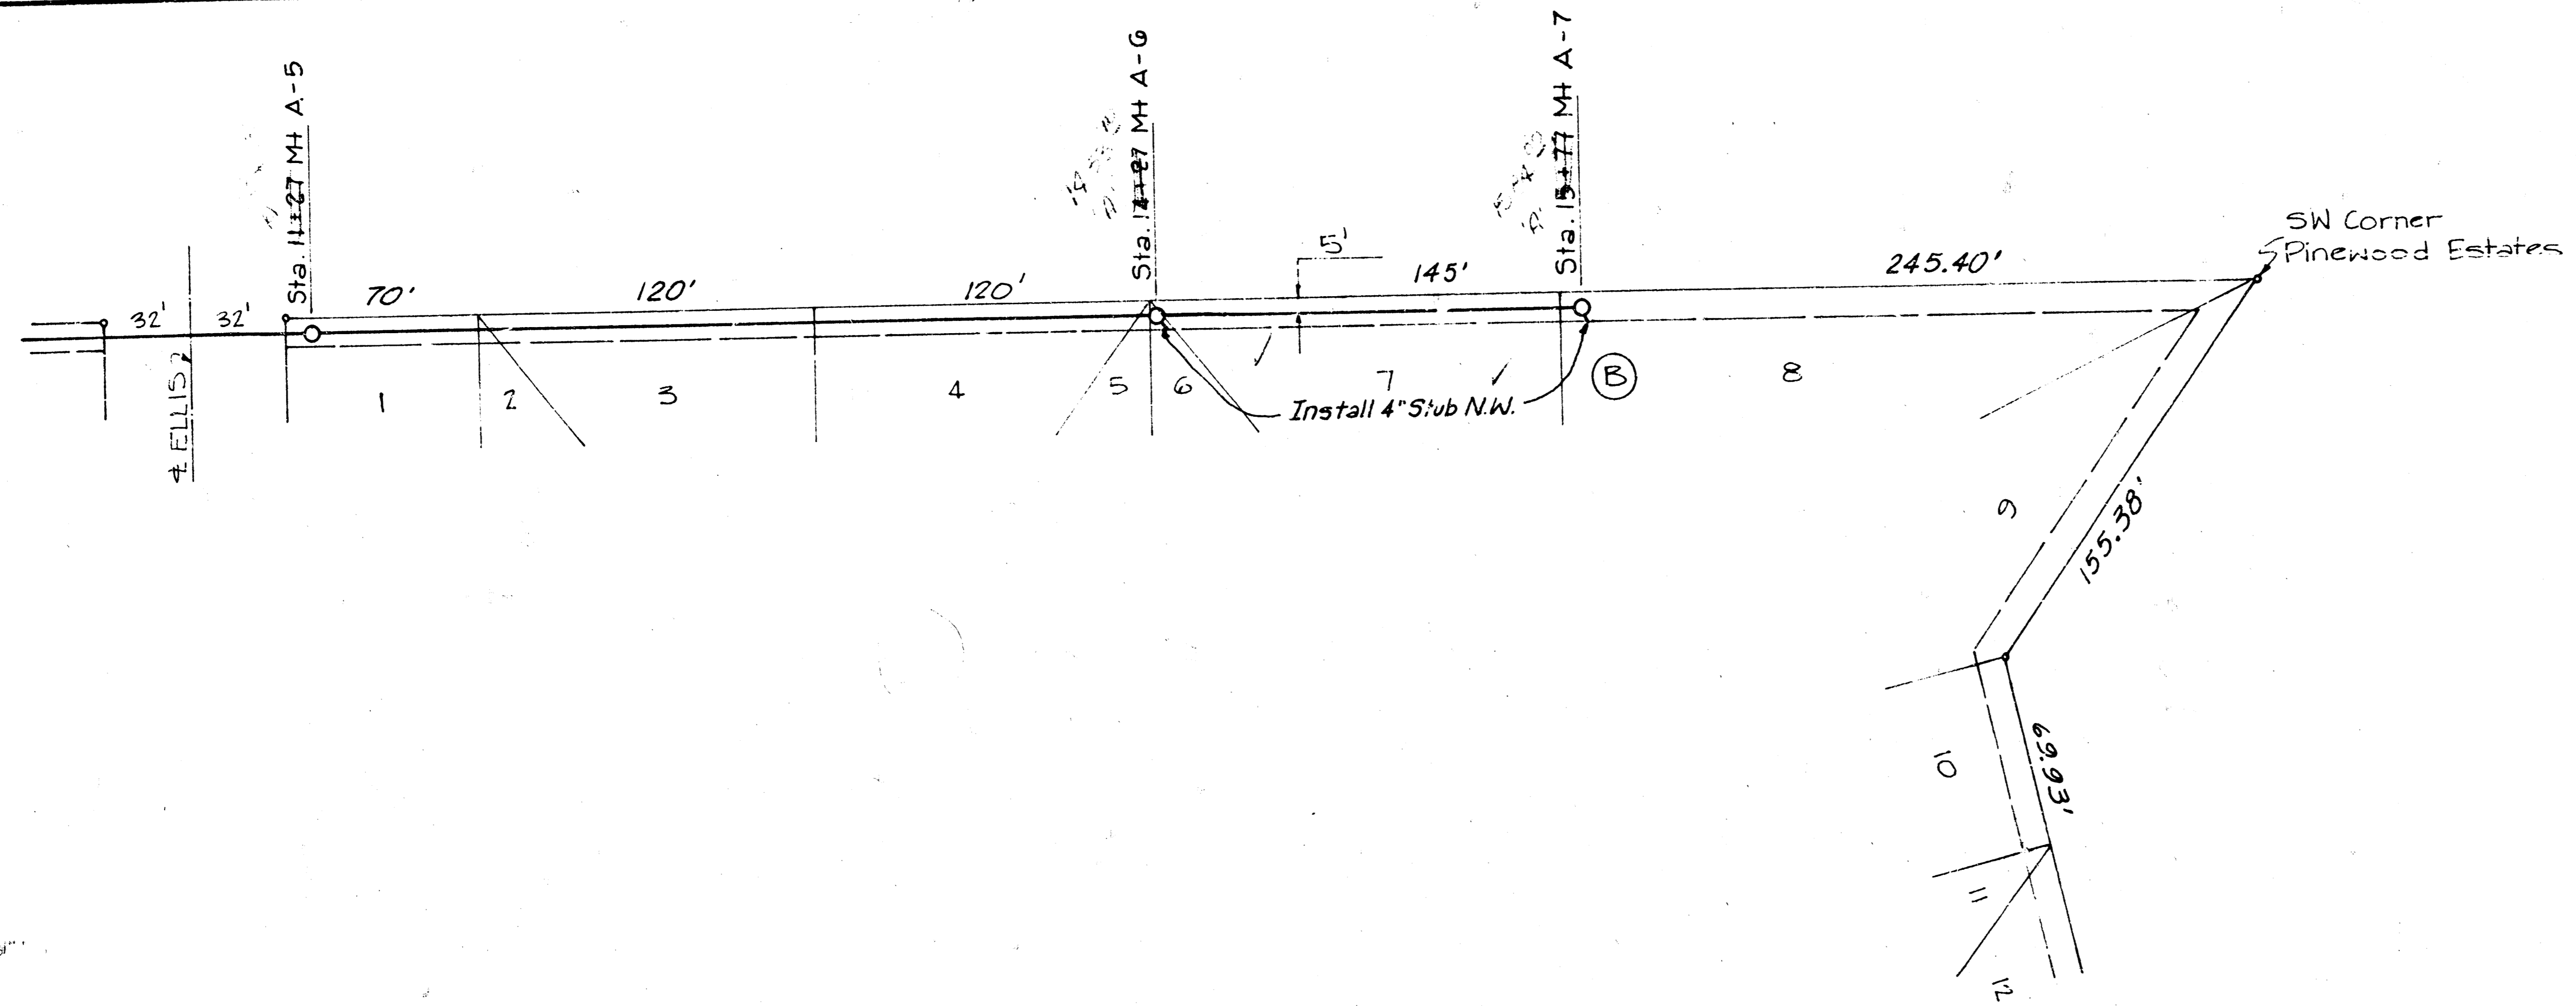 Sta. 11+27 MH A-5
Sta. 14+27 MH A-6
Sta. 15+77 MH A-7
SW Corner
Pinewood Estates
32'
32'
70'
120'
120'
5'
145'
245.40'
℄ ELLIS
1
2
3
4
5
6
7
B
8
Install 4" Stub N.W.
9
155.38'
10
69.93'
11
12